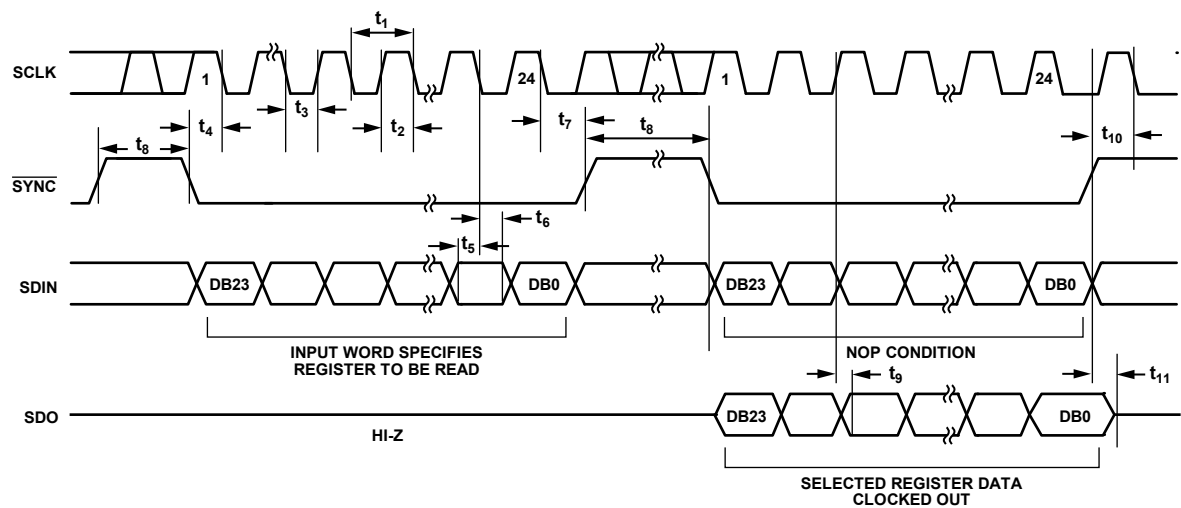 t1
SCLK
1
24
1
24
t3
t2
t4
t7
t8
t10
t8
SYNC
t6
t5
SDIN
DB23
DB0
DB23
DB0
INPUT WORD SPECIFIES
REGISTER TO BE READ
NOP CONDITION
t9
t11
SDO
DB23
DB0
HI-Z
SELECTED REGISTER DATA
CLOCKED OUT